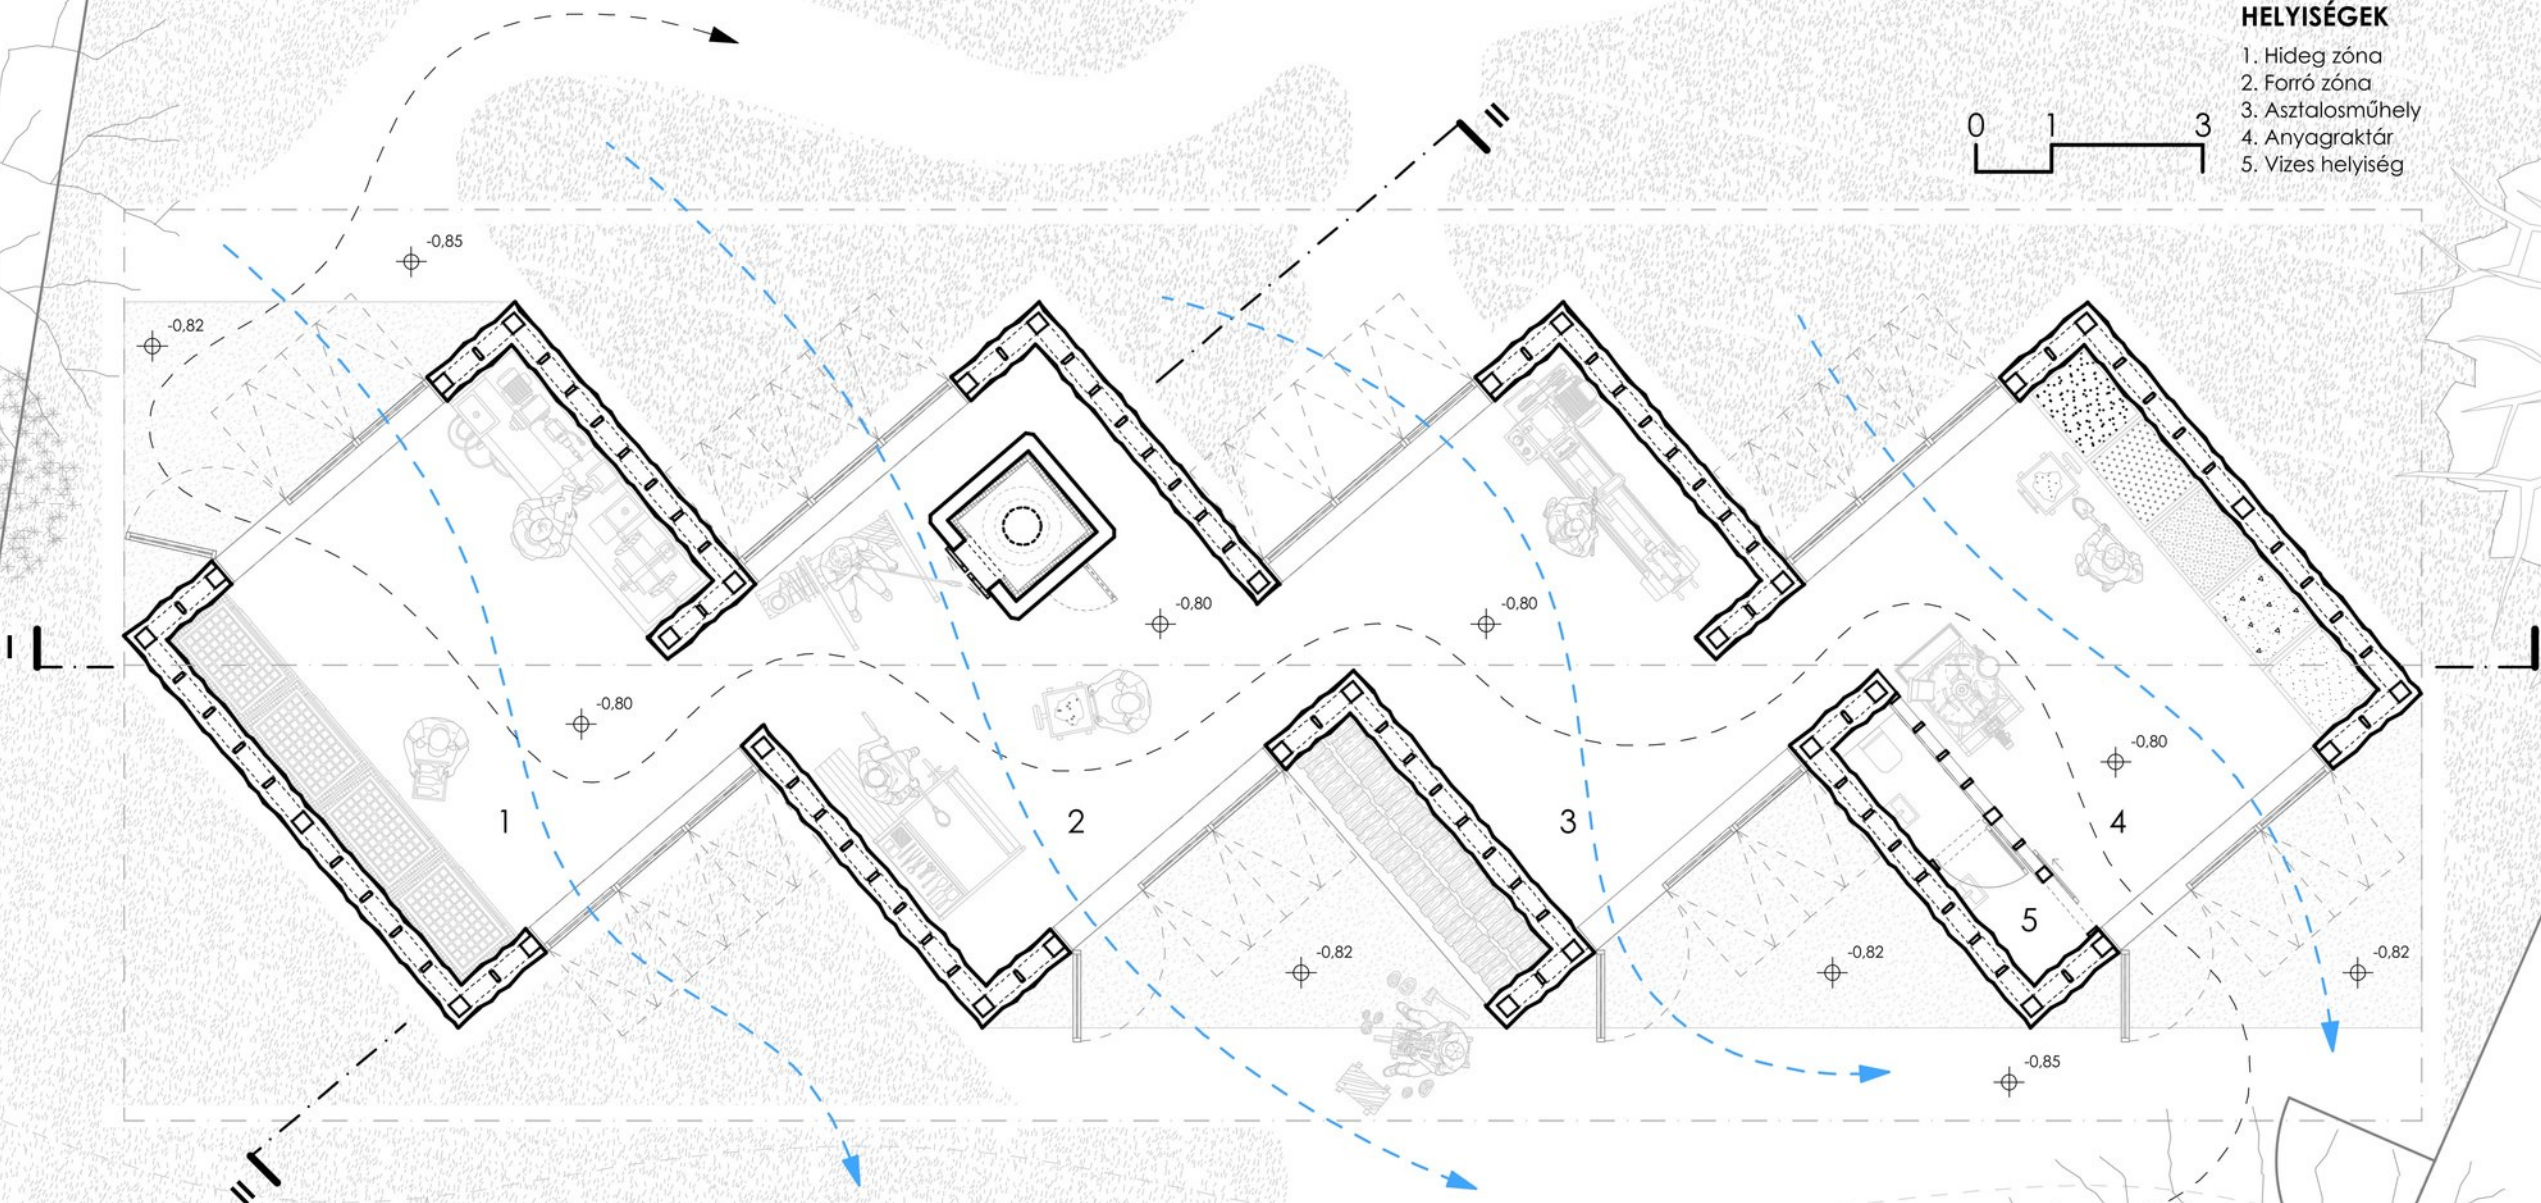 HELYISÉGEK
1. Hideg zóna
2. Forró zóna
3. Asztalosműhely
4. Anyagraktár
5. Vizes helyiség
0 1 3
II
-0,85
-0,82
-0,80
-0,80
I
-0,80
-0,80
1
2
3
4
5
-0,82
-0,82
-0,82
-0,85
II